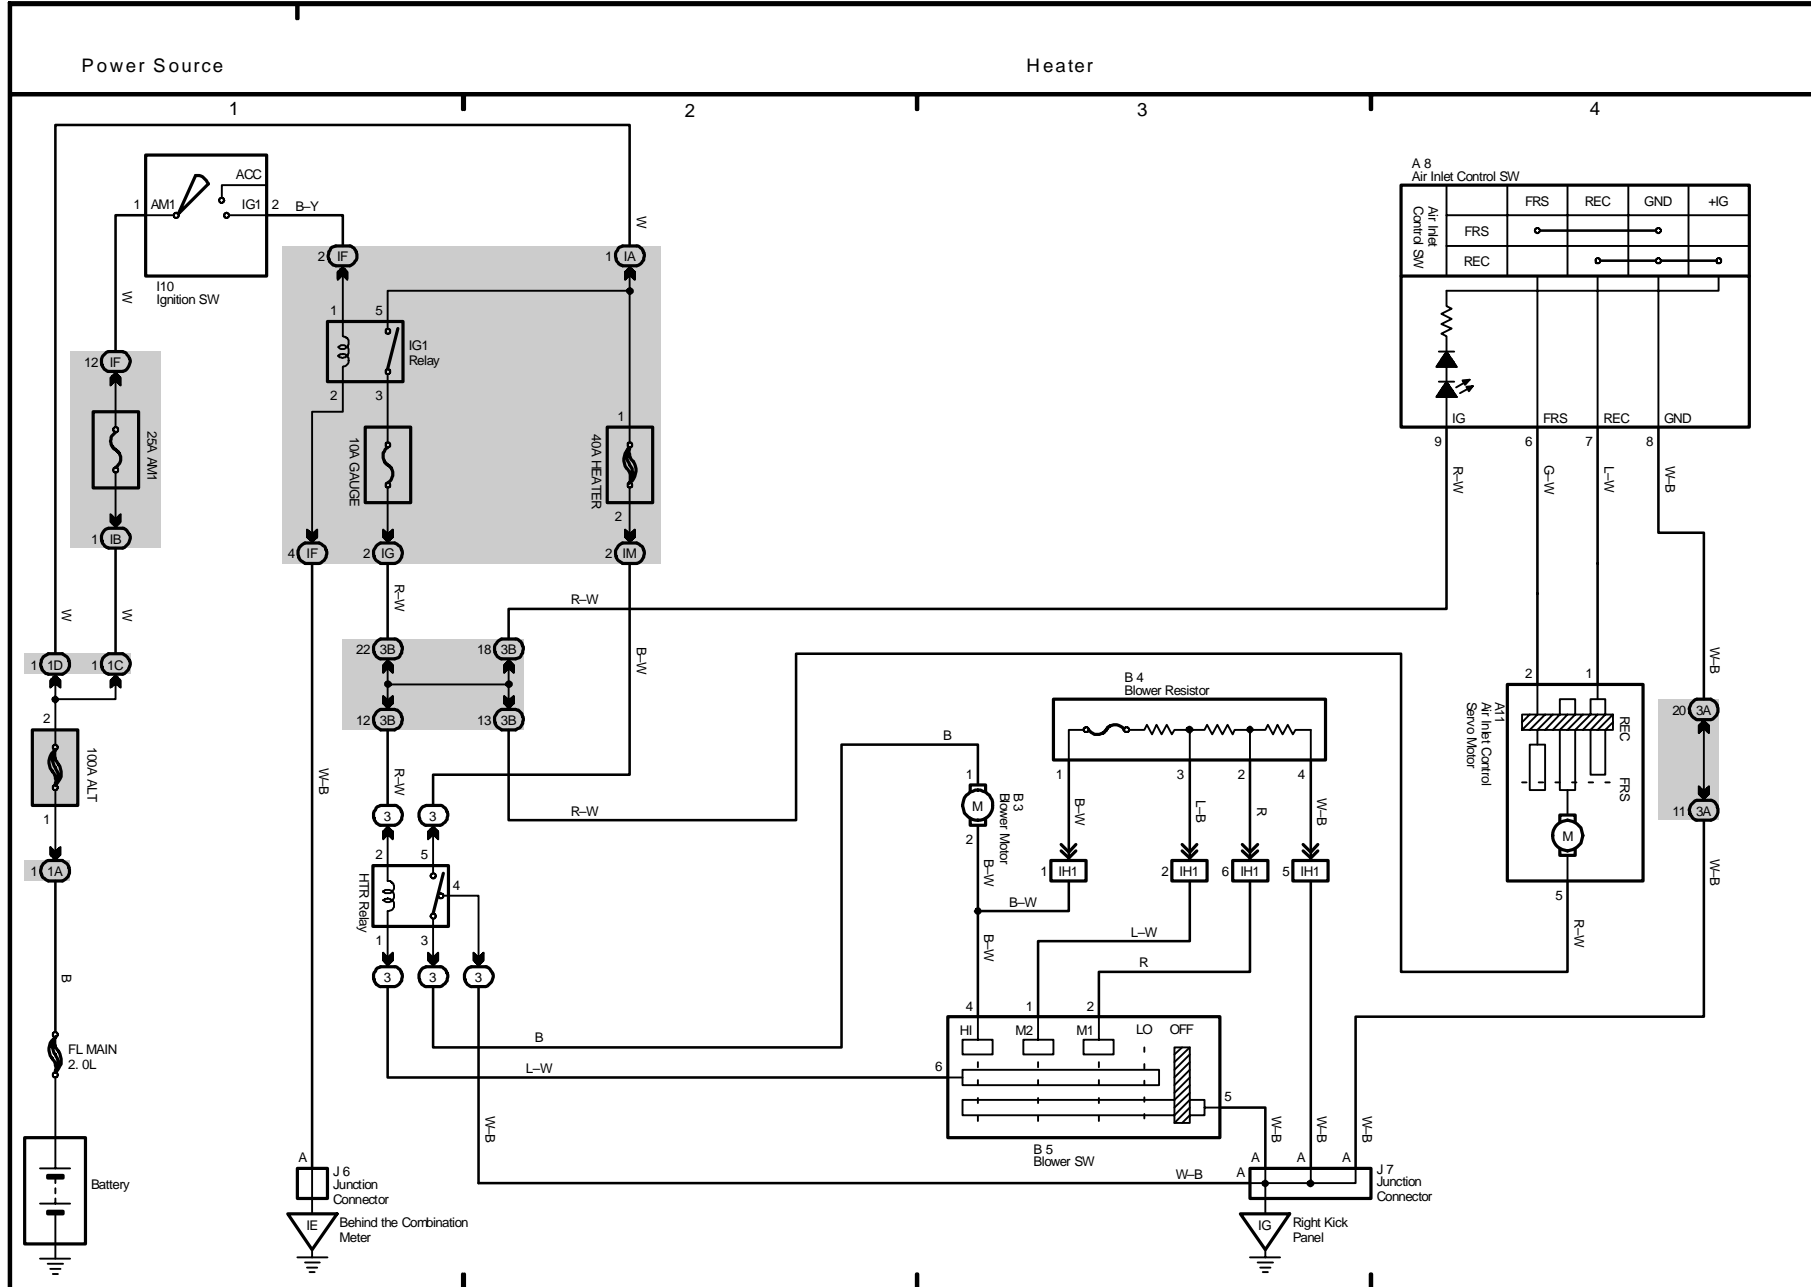 Power Source
Heater
1
2
3
4
ACC
1 AM1
IG1 2
B–Y
I10
Ignition SW
W
W
2 IF
1 IA
1
5
IG1
Relay
2
3
12 IF
25A AM1
1 IB
10A GAUGE
1
40A HEATER
2
4 IF
2 IG
2 IM
W
W
R–W
R–W
B–W
1 1D
1 1C
22 3B
18 3B
12 3B
13 3B
2
100A ALT
1
1 1A
W–B
R–W
R–W
3
3
2
5
4
HTR Relay
1
3
3
3
3
B
B
L–W
W–B
FL MAIN
2. 0L
Battery
A
J 6
Junction
Connector
IE
Behind the Combination
Meter
B
1
M
B 3
Blower Motor
2
B–W
B–W
B–W
B 4
Blower Resistor
1
3
2
4
B–W
L–B
R
W–B
1 IH1
2 IH1
6 IH1
5 IH1
L–W
R
4
1
2
HI
M2
M1
LO
OFF
6
5
B 5
Blower SW
W–B
W–B
W–B
W–B
A
A
A
A
J 7
Junction
Connector
IG
Right Kick
Panel
A 8
Air Inlet Control SW
Air Inlet
Control SW
FRS
REC
GND
+IG
FRS
REC
IG
FRS
REC
GND
9
6
7
8
R–W
G–W
L–W
W–B
W–B
2
1
A11
Air Inlet Control
Servo Motor
REC
FRS
M
5
R–W
20 3A
11 3A
W–B